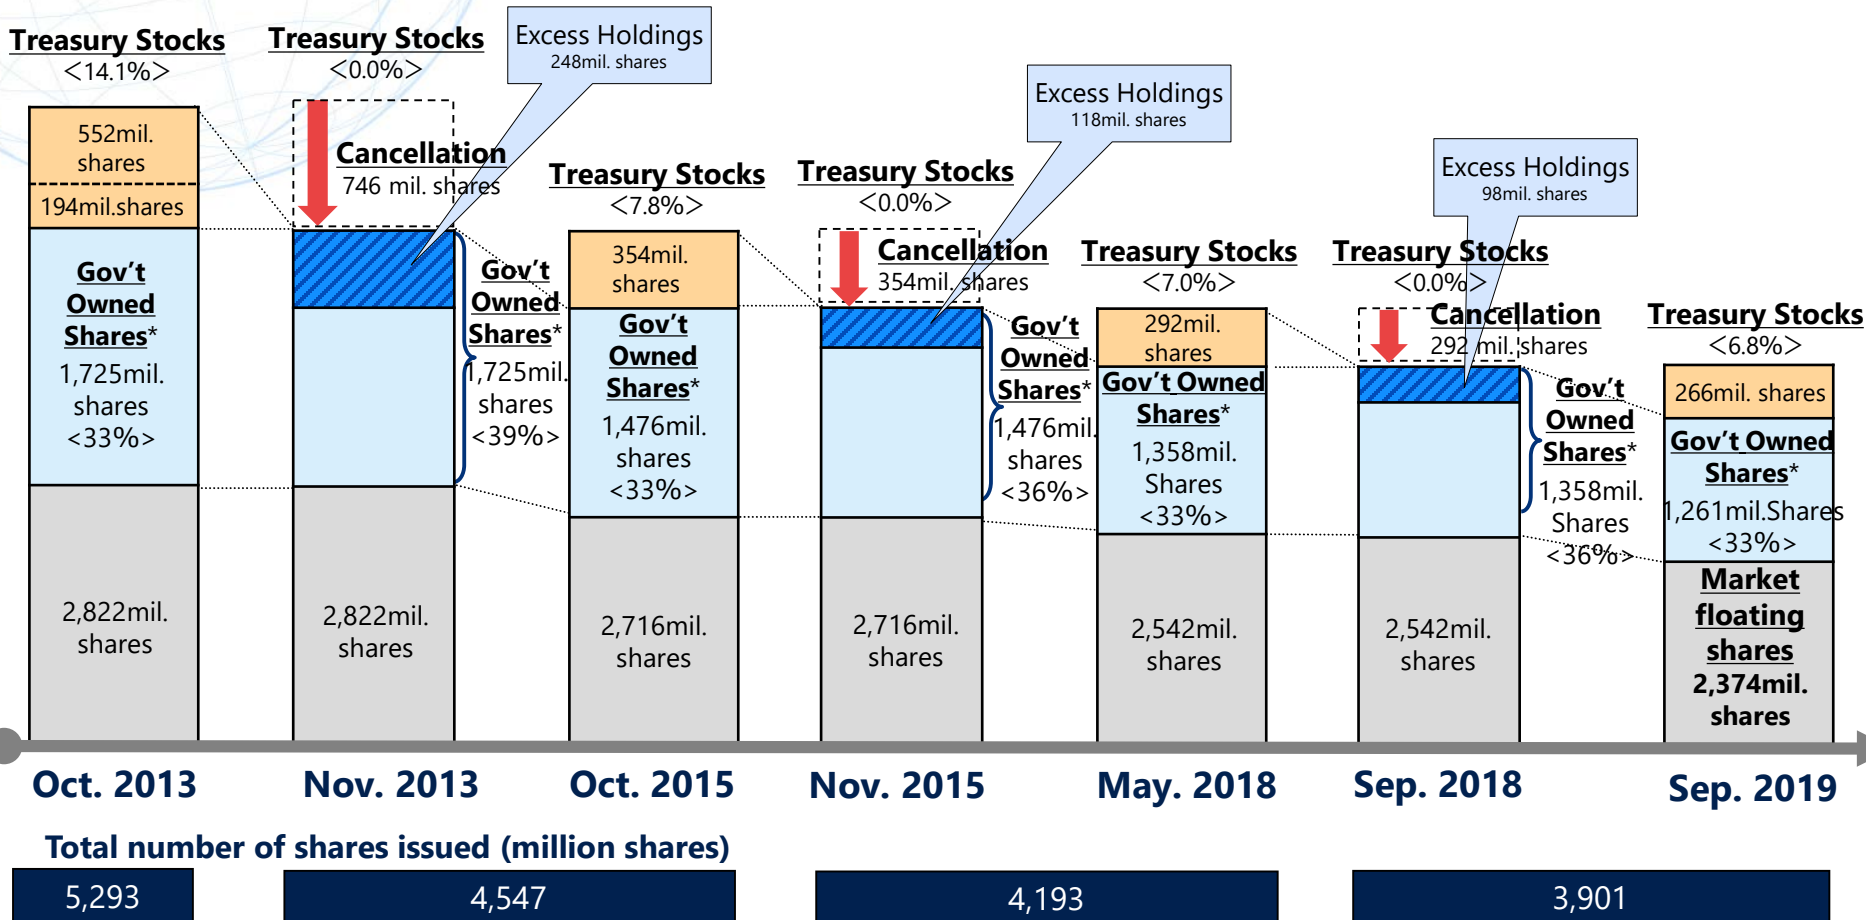 Treasury Stocks
<14.1%>
552mil.
shares
194mil.shares
Gov't
Owned
Shares*
1,725mil.
shares
<33%>
2,822mil.
shares
Oct. 2013
Treasury Stocks
<0.0%>
Cancellation
746 mil. shares
Excess Holdings
248mil. shares
Gov't
Owned
Shares*
1,725mil.
shares
<39%>
2,822mil.
shares
Nov. 2013
Treasury Stocks
<7.8%>
354mil.
shares
Gov't
Owned
Shares*
1,476mil.
shares
<33%>
2,716mil.
shares
Oct. 2015
Treasury Stocks
<0.0%>
Cancellation
354mil. shares
Excess Holdings
118mil. shares
Gov't
Owned
Shares*
1,476mil.
shares
<36%>
2,716mil.
shares
Nov. 2015
Treasury Stocks
<7.0%>
292mil.
shares
Gov't Owned
Shares*
1,358mil.
Shares
<33%>
2,542mil.
shares
May. 2018
Treasury Stocks
<0.0%>
Cancellation
292 mil. shares
Excess Holdings
98mil. shares
Gov't
Owned
Shares*
1,358mil.
Shares
<36%>
2,542mil.
shares
Sep. 2018
Treasury Stocks
<6.8%>
266mil. shares
Gov't Owned
Shares*
1,261mil.Shares
<33%>
Market
floating
shares
2,374mil.
shares
Sep. 2019
Total number of shares issued (million shares)
5,293
4,547
4,193
3,901